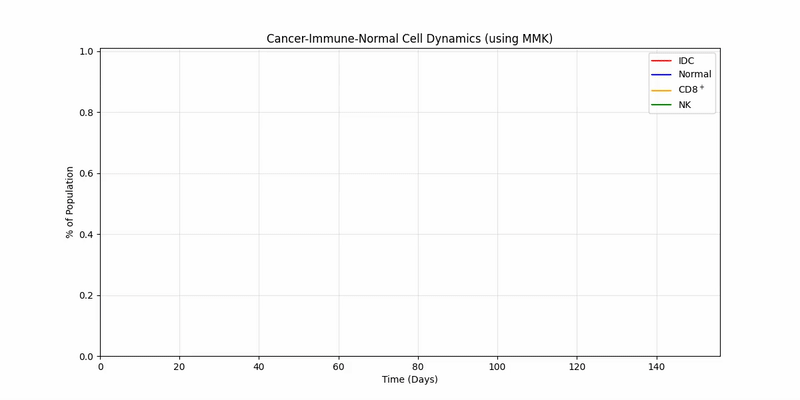 Cancer-Immune-Normal Cell Dynamics (using MMK)
IDC
Normal
CD8⁺
NK
% of Population
1.0
0.8
0.6
0.4
0.2
0.0
0 20 40 60 80 100 120 140
Time (Days)